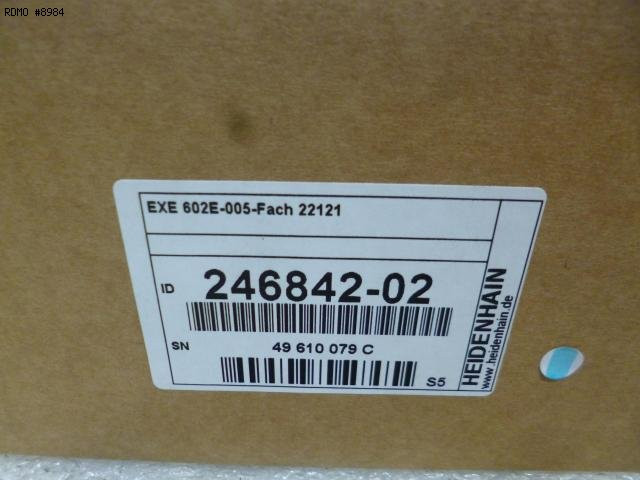 RDMO #8984
EXE 602E-005-Fach 22121
ID 246842-02
SN 49 610 079 C
S5
HEIDENHAIN
www.heidenhain.de